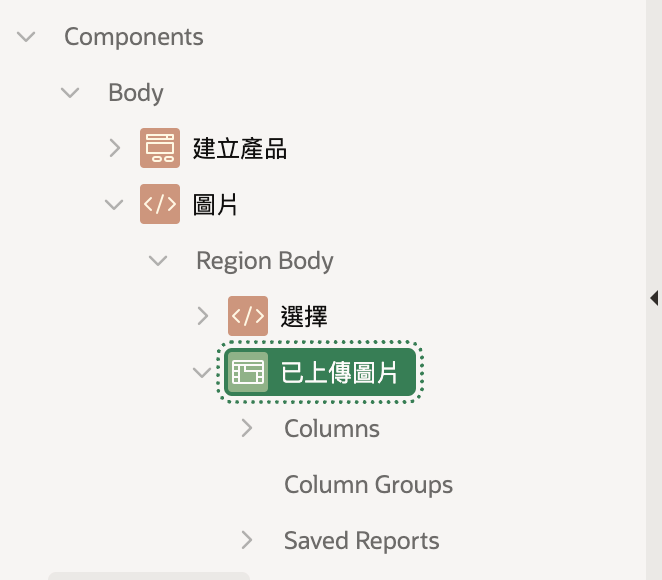 Components
Body
建立產品
圖片
Region Body
選擇
已上傳圖片
Columns
Column Groups
Saved Reports